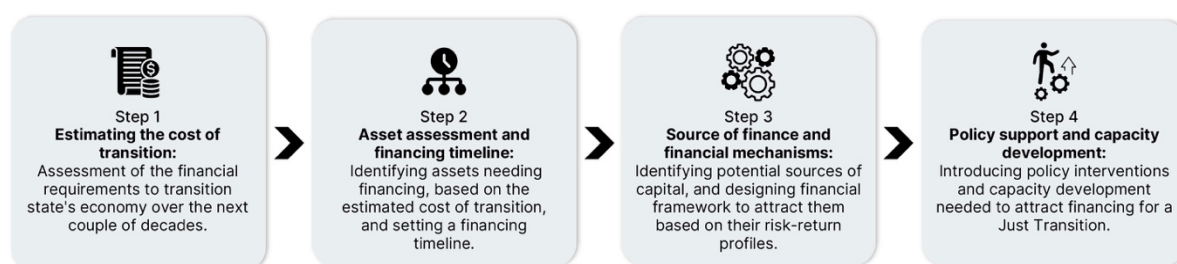 Step 1
Estimating the cost of
transition:
Assessment of the financial
requirements to transition
state's economy over the next
couple of decades.
Step 2
Asset assessment and
financing timeline:
Identifying assets needing
financing, based on the
estimated cost of transition,
and setting a financing
timeline.
Step 3
Source of finance and
financial mechanisms:
Identifying potential sources of
capital, and designing financial
framework to attract them
based on their risk-return
profiles.
Step 4
Policy support and capacity
development:
Introducing policy interventions
and capacity development
needed to attract financing for a
Just Transition.